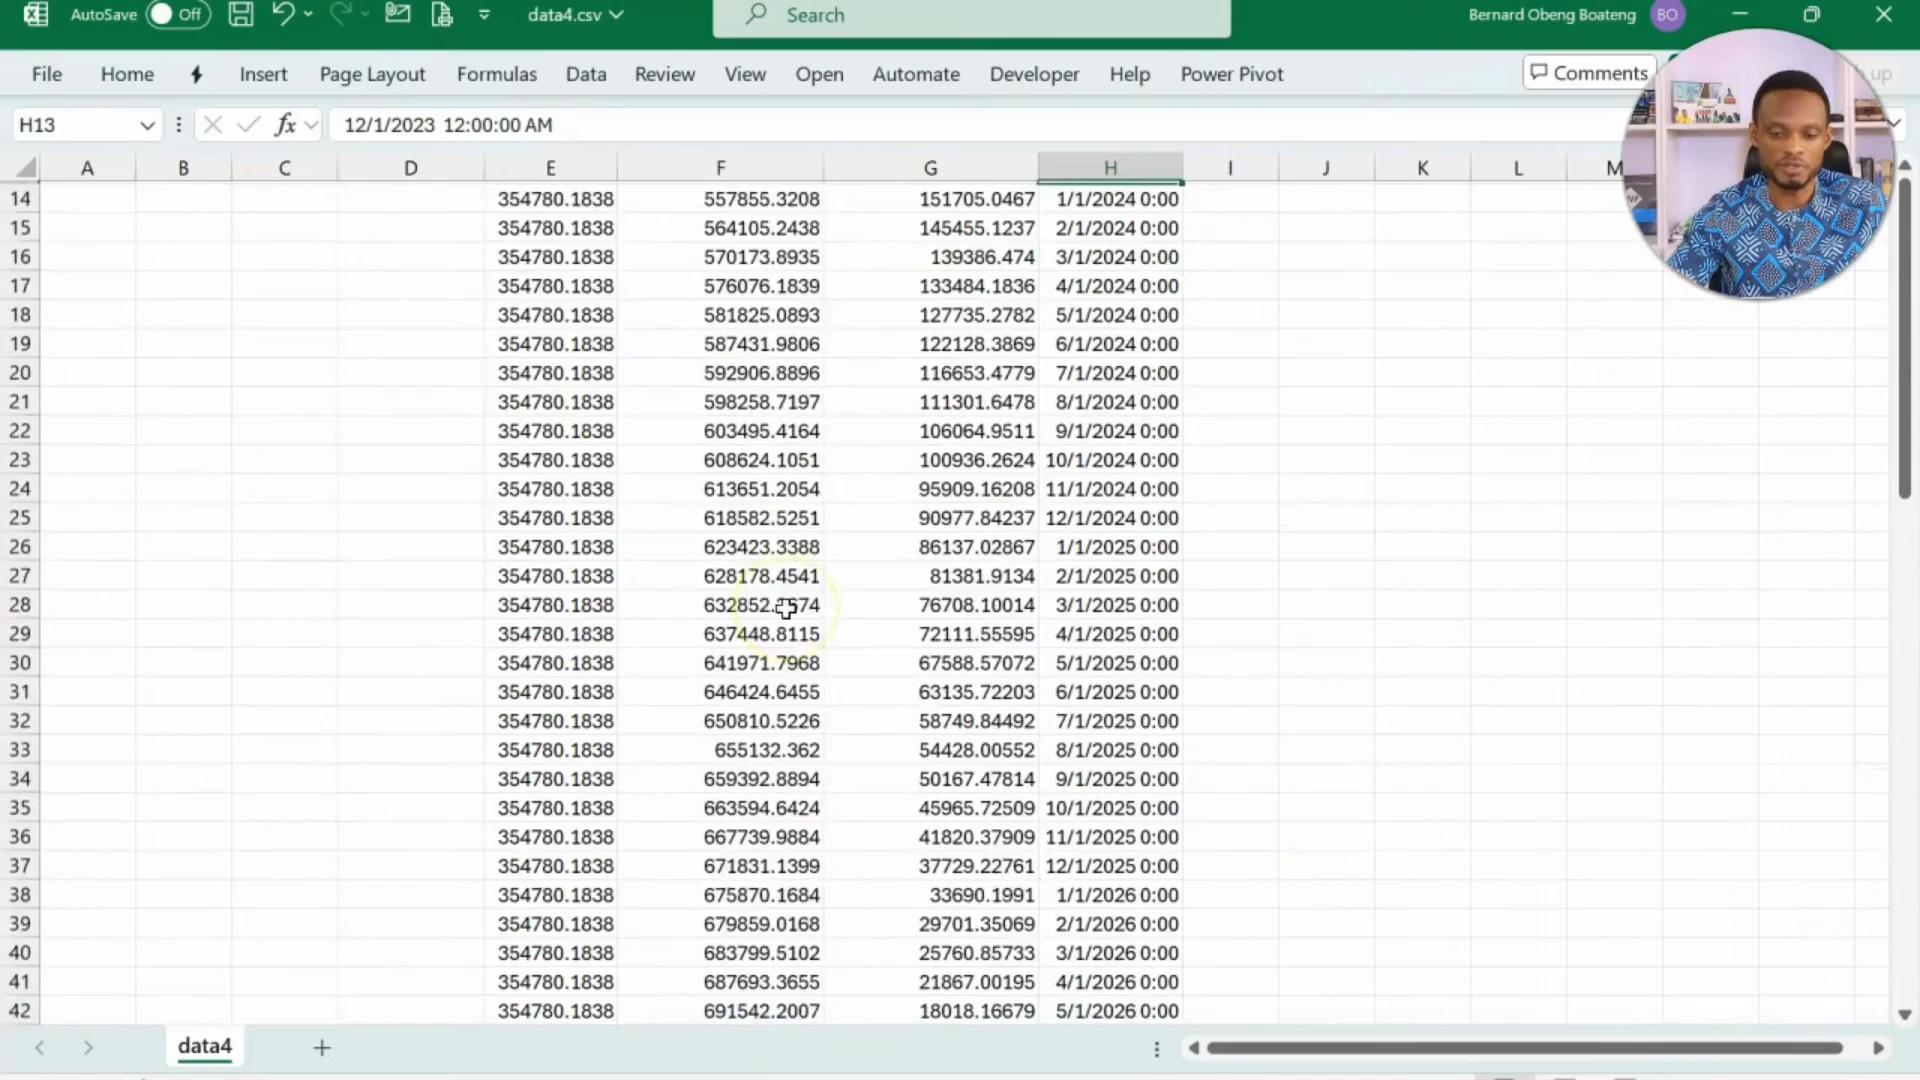 AutoSave Off data4.csv Search Bernard Obeng Boateng BO
File Home Insert Page Layout Formulas Data Review View Open Automate Developer Help Power Pivot Comments up
H13 fx 12/1/2023 12:00:00 AM
A B C D E F G H I J K L M
14 354780.1838 557855.3208 151705.0467 1/1/2024 0:00
15 354780.1838 564105.2438 145455.1237 2/1/2024 0:00
16 354780.1838 570173.8935 139386.474 3/1/2024 0:00
17 354780.1838 576076.1839 133484.1836 4/1/2024 0:00
18 354780.1838 581825.0893 127735.2782 5/1/2024 0:00
19 354780.1838 587431.9806 122128.3869 6/1/2024 0:00
20 354780.1838 592906.8896 116653.4779 7/1/2024 0:00
21 354780.1838 598258.7197 111301.6478 8/1/2024 0:00
22 354780.1838 603495.4164 106064.9511 9/1/2024 0:00
23 354780.1838 608624.1051 100936.2624 10/1/2024 0:00
24 354780.1838 613651.2054 95909.16208 11/1/2024 0:00
25 354780.1838 618582.5251 90977.84237 12/1/2024 0:00
26 354780.1838 623423.3388 86137.02867 1/1/2025 0:00
27 354780.1838 628178.4541 81381.9134 2/1/2025 0:00
28 354780.1838 76708.10014 3/1/2025 0:00
29 354780.1838 637448.8115 72111.55595 4/1/2025 0:00
30 354780.1838 641971.7968 67588.57072 5/1/2025 0:00
31 354780.1838 646424.6455 63135.72203 6/1/2025 0:00
32 354780.1838 650810.5226 58749.84492 7/1/2025 0:00
33 354780.1838 655132.362 54428.00552 8/1/2025 0:00
34 354780.1838 659392.8894 50167.47814 9/1/2025 0:00
35 354780.1838 663594.6424 45965.72509 10/1/2025 0:00
36 354780.1838 667739.9884 41820.37909 11/1/2025 0:00
37 354780.1838 671831.1399 37729.22761 12/1/2025 0:00
38 354780.1838 675870.1684 33690.1991 1/1/2026 0:00
39 354780.1838 679859.0168 29701.35069 2/1/2026 0:00
40 354780.1838 683799.5102 25760.85733 3/1/2026 0:00
41 354780.1838 687693.3655 21867.00195 4/1/2026 0:00
42 354780.1838 691542.2007 18018.16679 5/1/2026 0:00
data4